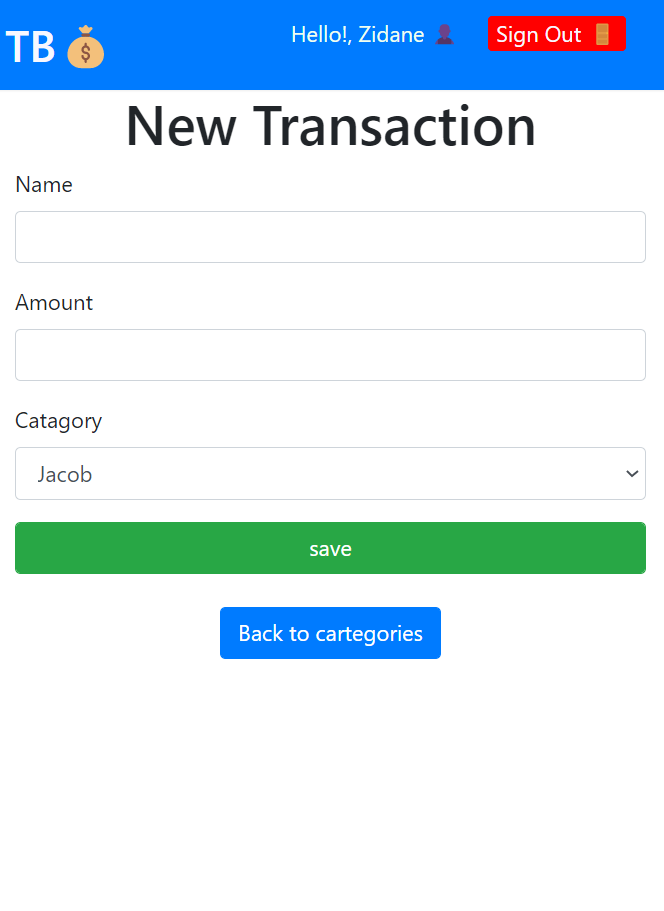 TB
Hello!, Zidane
Sign Out
New Transaction
Name
Amount
Catagory
Jacob
save
Back to cartegories